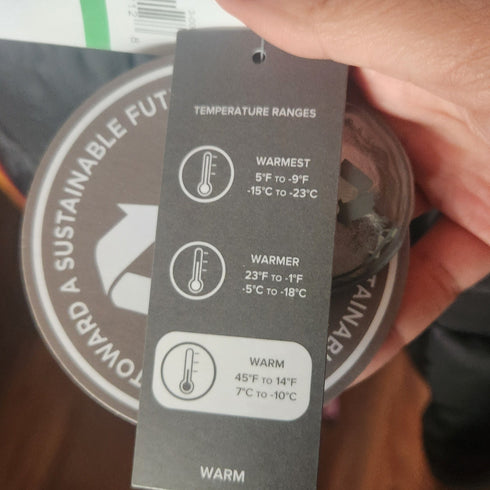 TOWARD A SUSTAINABLE FUT
TAINABL
TEMPERATURE RANGES
WARMEST
5°F TO -9°F
-15°C TO -23°C
WARMER
23°F TO -1°F
-5°C TO -18°C
WARM
45°F TO 14°F
7°C TO -10°C
WARM